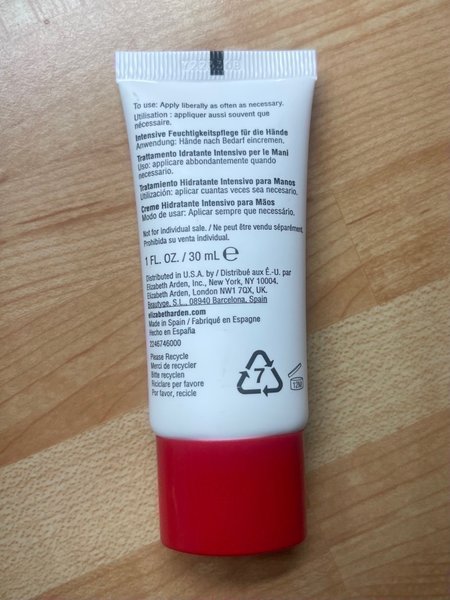 To use: Apply liberally as often as necessary.
Utilisation : appliquer aussi souvent que
nécessaire.
Intensive Feuchtigkeitspflege für die Hände
Anwendung: Hände nach Bedarf eincremen.
Trattamento Idratante Intensivo per le Mani
Uso: applicare abbondantemente quando
necessario.
Tratamiento Hidratante Intensivo para Manos
Utilización: aplicar cuantas veces sea necesario.
Creme Hidratante Intensivo para Mãos
Modo de usar: Aplicar sempre que necessário.
Not for individual sale. / Ne peut être vendu séparément.
Prohibida su venta individual.
1 FL. OZ. / 30 mL e
Distributed in U.S.A. by / Distribué aux É.-U. par
Elizabeth Arden, Inc., New York, NY 10004.
Elizabeth Arden, London NW1 7QX, UK.
Beautyge, S.L., 08940 Barcelona, Spain
elizabetharden.com
Made in Spain / Fabriqué en Espagne
Hecho en España
2246746000
Please Recycle
Merci de recycler
Bitte recyclen
Riciclare per favore
Por favor, recicle
7
12M